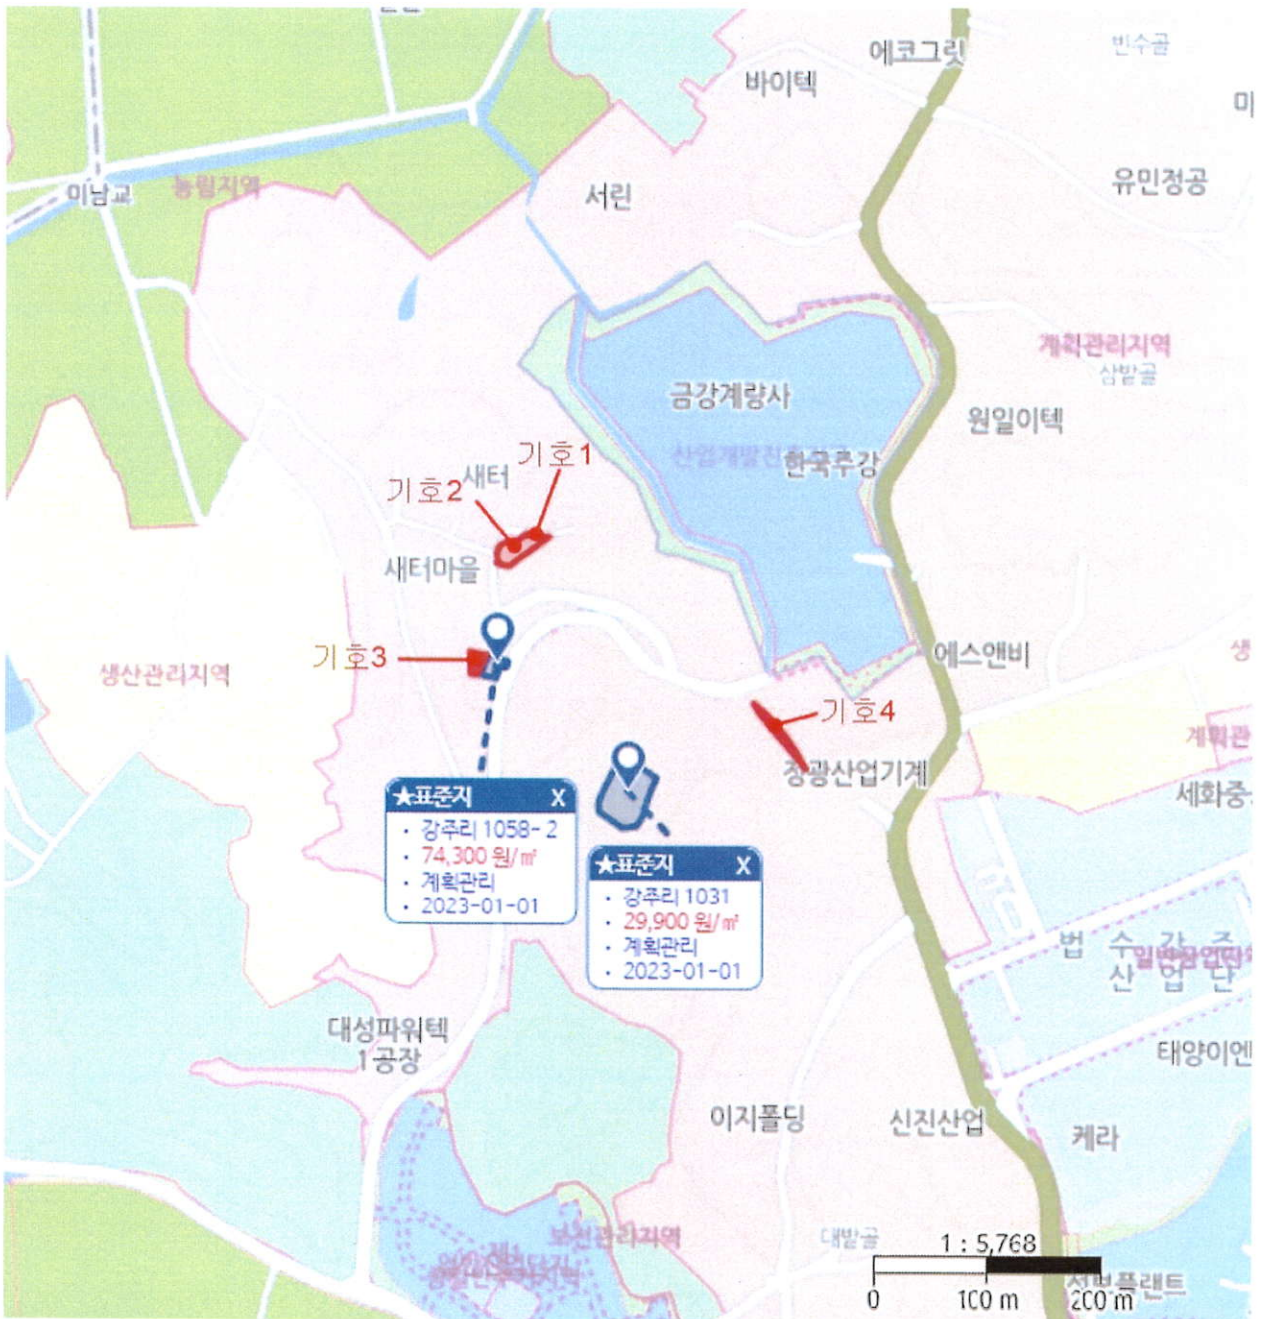 에코그릿
빈수골
바이텍
미
유민정공
미남교
농림지역
서린
계획관리지역
삼밭골
금강계량사
원일이텍
기호1
새터
산업개발진
한국주강
기호2
새터마을
에스앤비
생
기호3
생산관리지역
기호4
계획관
정광산업기계
세화중
★표준지 X
· 강주리 1058-2
· 74,300 원/㎡
· 계획관리
· 2023-01-01
★표준지 X
· 강주리 1031
· 29,900 원/㎡
· 계획관리
· 2023-01-01
법 수 강 주
산 업 단
대성파워텍
1공장
태양이엔
이지폴딩
신진산업
케라
보전관리지역
대밭골
1 : 5,768
0 100 m 200 m